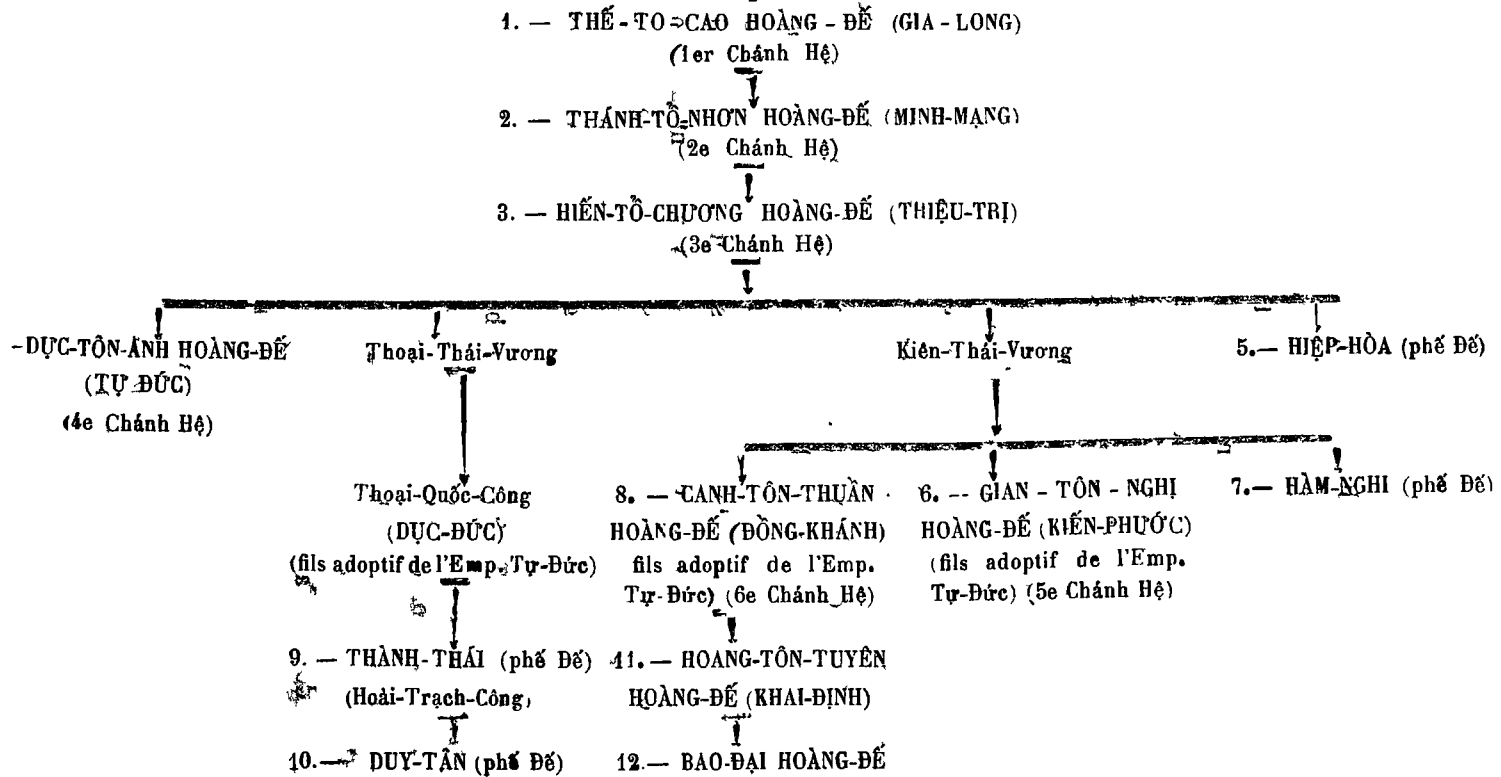 1. — THẾ-TO-CAO HOÀNG-ĐẾ (GIA-LONG)
(1er Chánh Hệ)
2. — THÁNH-TỔ-NHƠN HOÀNG-ĐẾ (MINH-MẠNG)
(2e Chánh Hệ)
3. — HIẾN-TỔ-CHƯƠNG HOÀNG-ĐẾ (THIỆU-TRỊ)
(3e Chánh Hệ)
-DỰC-TÔN-ANH HOÀNG-ĐẾ
(TỰ ĐỨC)
(4e Chánh Hệ)
Thoại-Thái-Vương
Kiên-Thái-Vương
5.— HIỆP-HÒA (phế Đế)
Thoại-Quốc-Công
(DỤC-ĐỨC)
(fils adoptif de l'Emp. Tự-Đức)
8. — CANH-TÔN-THUẦN
HOÀNG-ĐẾ (ĐỒNG-KHÁNH)
fils adoptif de l'Emp.
Tự-Đức) (6e Chánh Hệ)
6. -- GIAN - TÔN - NGHỊ
HOÀNG-ĐẾ (KIẾN-PHƯỚC)
(fils adoptif de l'Emp.
Tự-Đức) (5e Chánh Hệ)
7.— HÀM-NGHI (phế Đế)
9. — THÀNH-THÁI (phế Đế)
(Hoài-Trạch-Công)
11.— HOANG-TÔN-TUYÊN
HOÀNG-ĐẾ (KHAI-ĐỊNH)
10.— DUY-TÂN (phế Đế)
12.— BAO-ĐẠI HOÀNG-ĐẾ